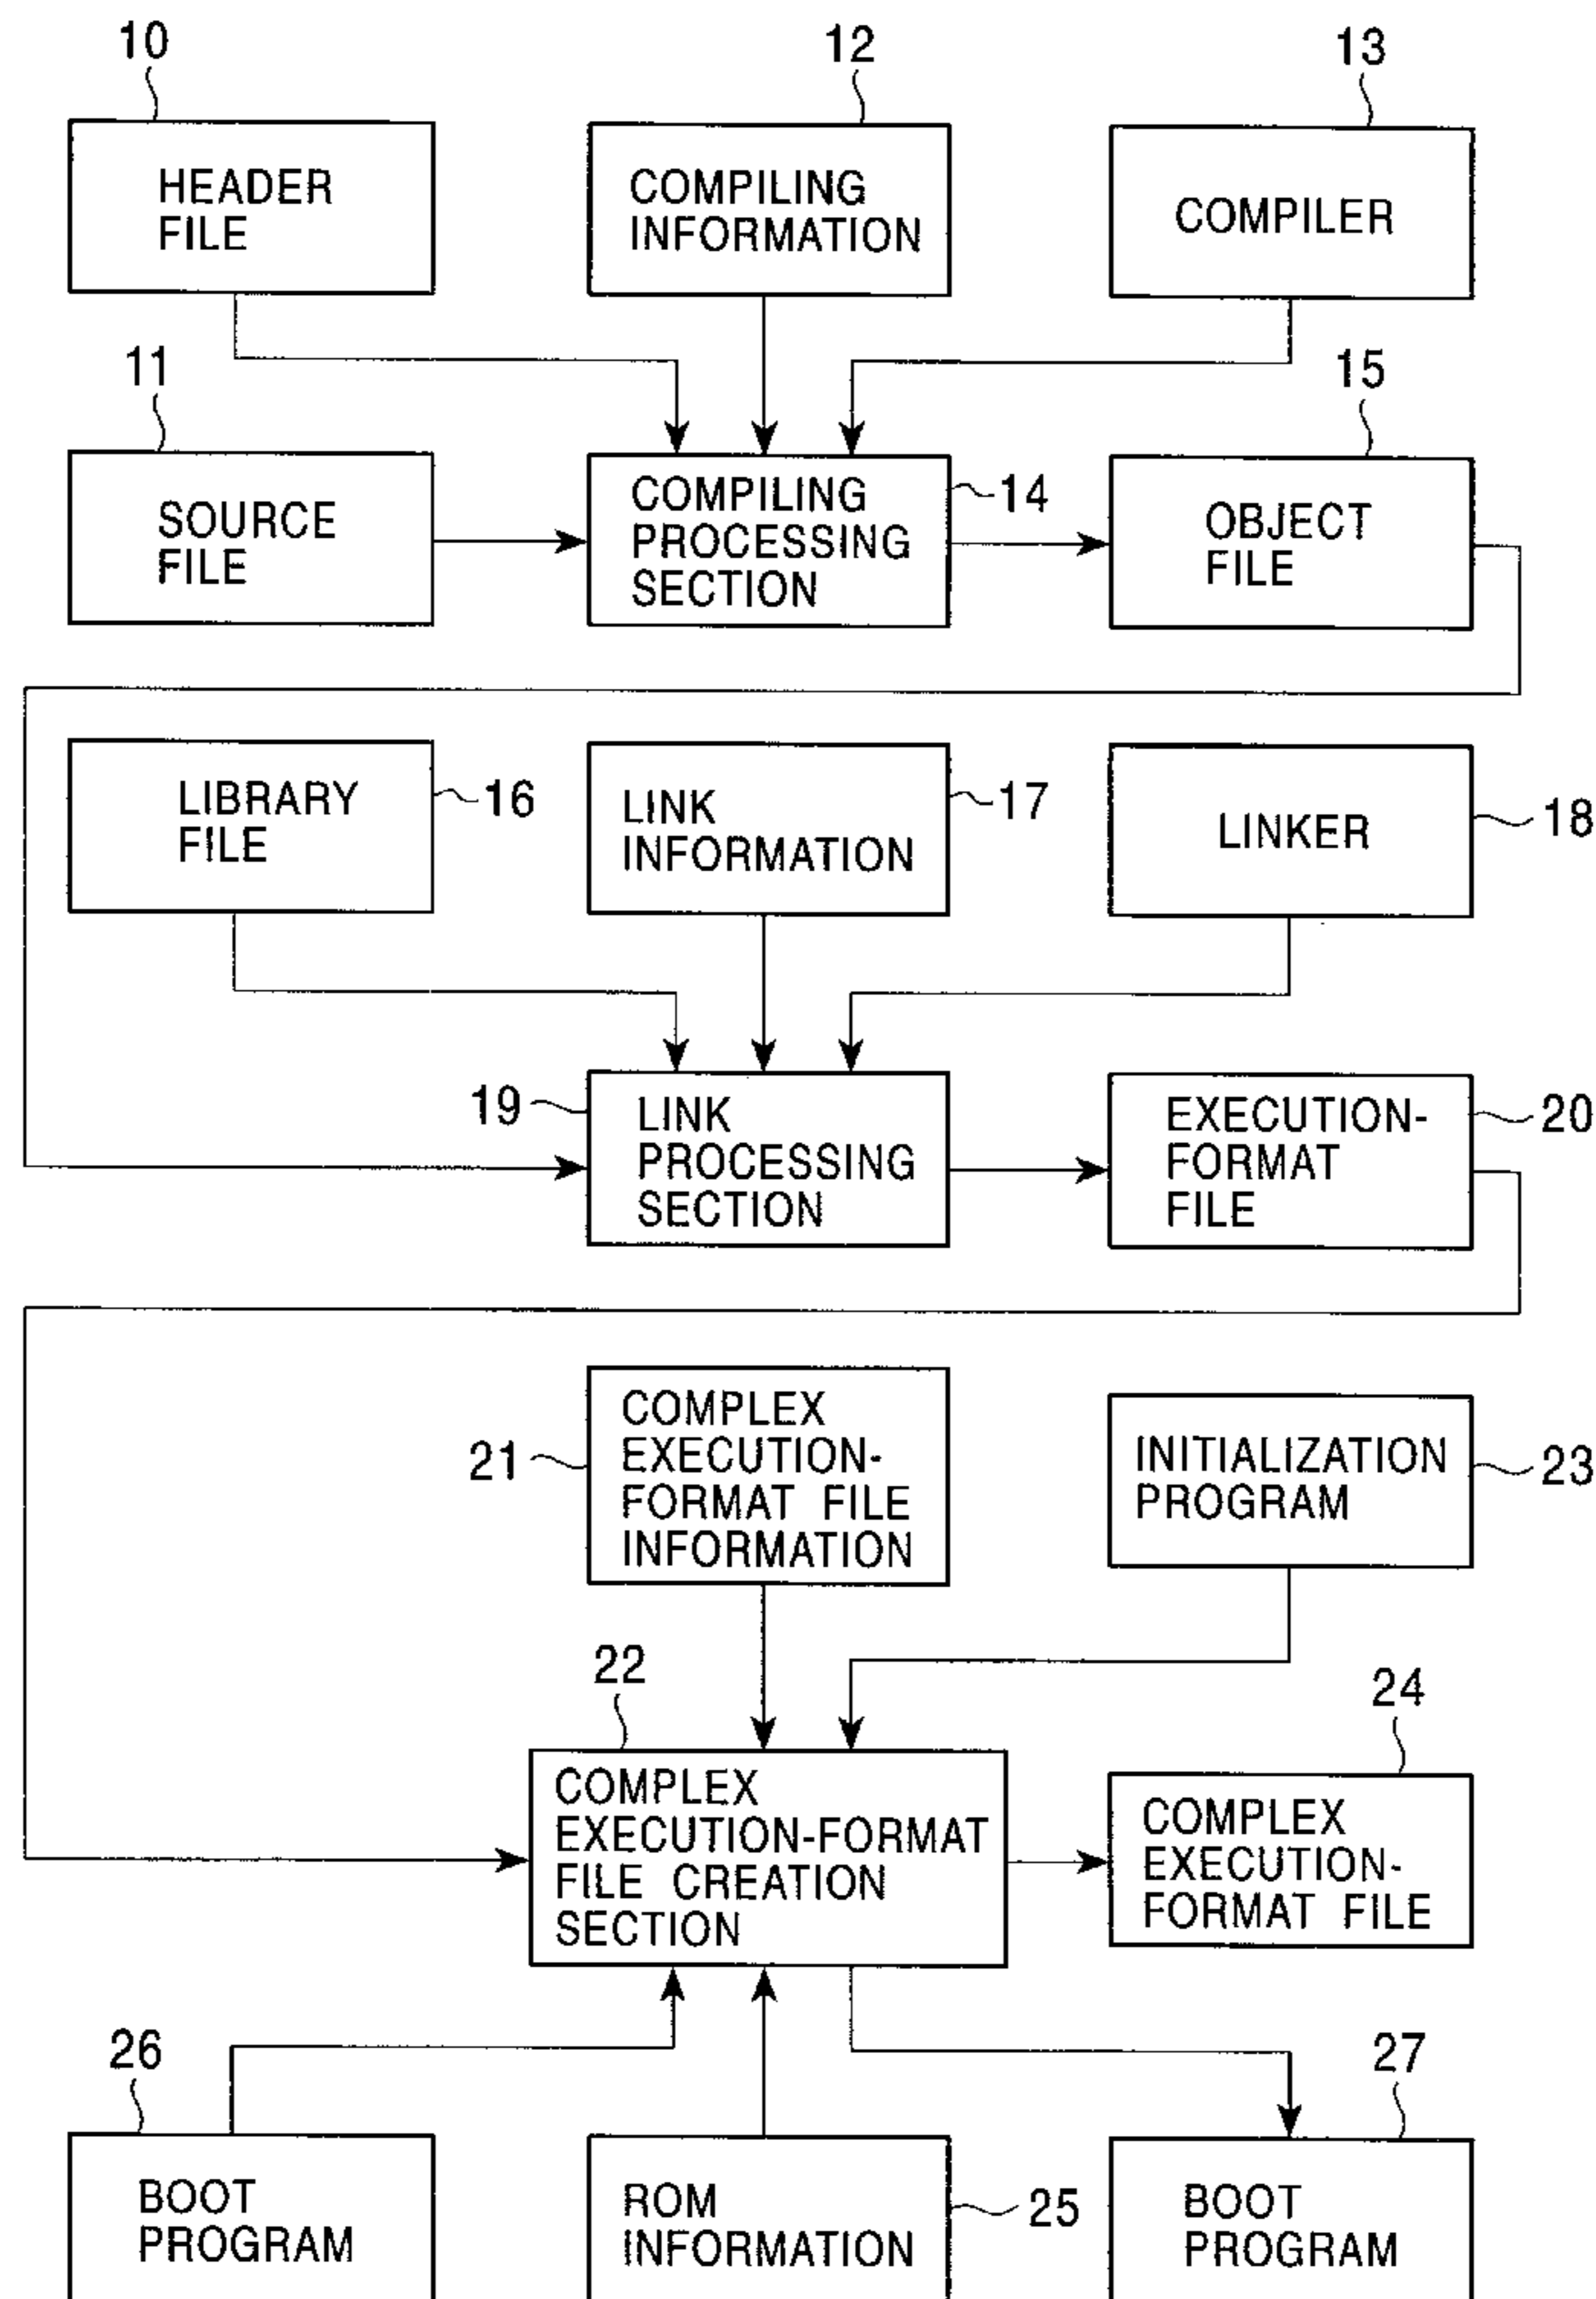 10
12
13
HEADER
FILE
COMPILING
INFORMATION
COMPILER
11
15
SOURCE
FILE
COMPILING
PROCESSING
SECTION
14
OBJECT
FILE
LIBRARY
FILE
16
LINK
INFORMATION
17
LINKER
18
19
LINK
PROCESSING
SECTION
EXECUTION-
FORMAT
FILE
20
21
COMPLEX
EXECUTION-
FORMAT FILE
INFORMATION
INITIALIZATION
PROGRAM
23
22
24
COMPLEX
EXECUTION-FORMAT
FILE CREATION
SECTION
COMPLEX
EXECUTION-
FORMAT FILE
26
27
BOOT
PROGRAM
ROM
INFORMATION
25
BOOT
PROGRAM